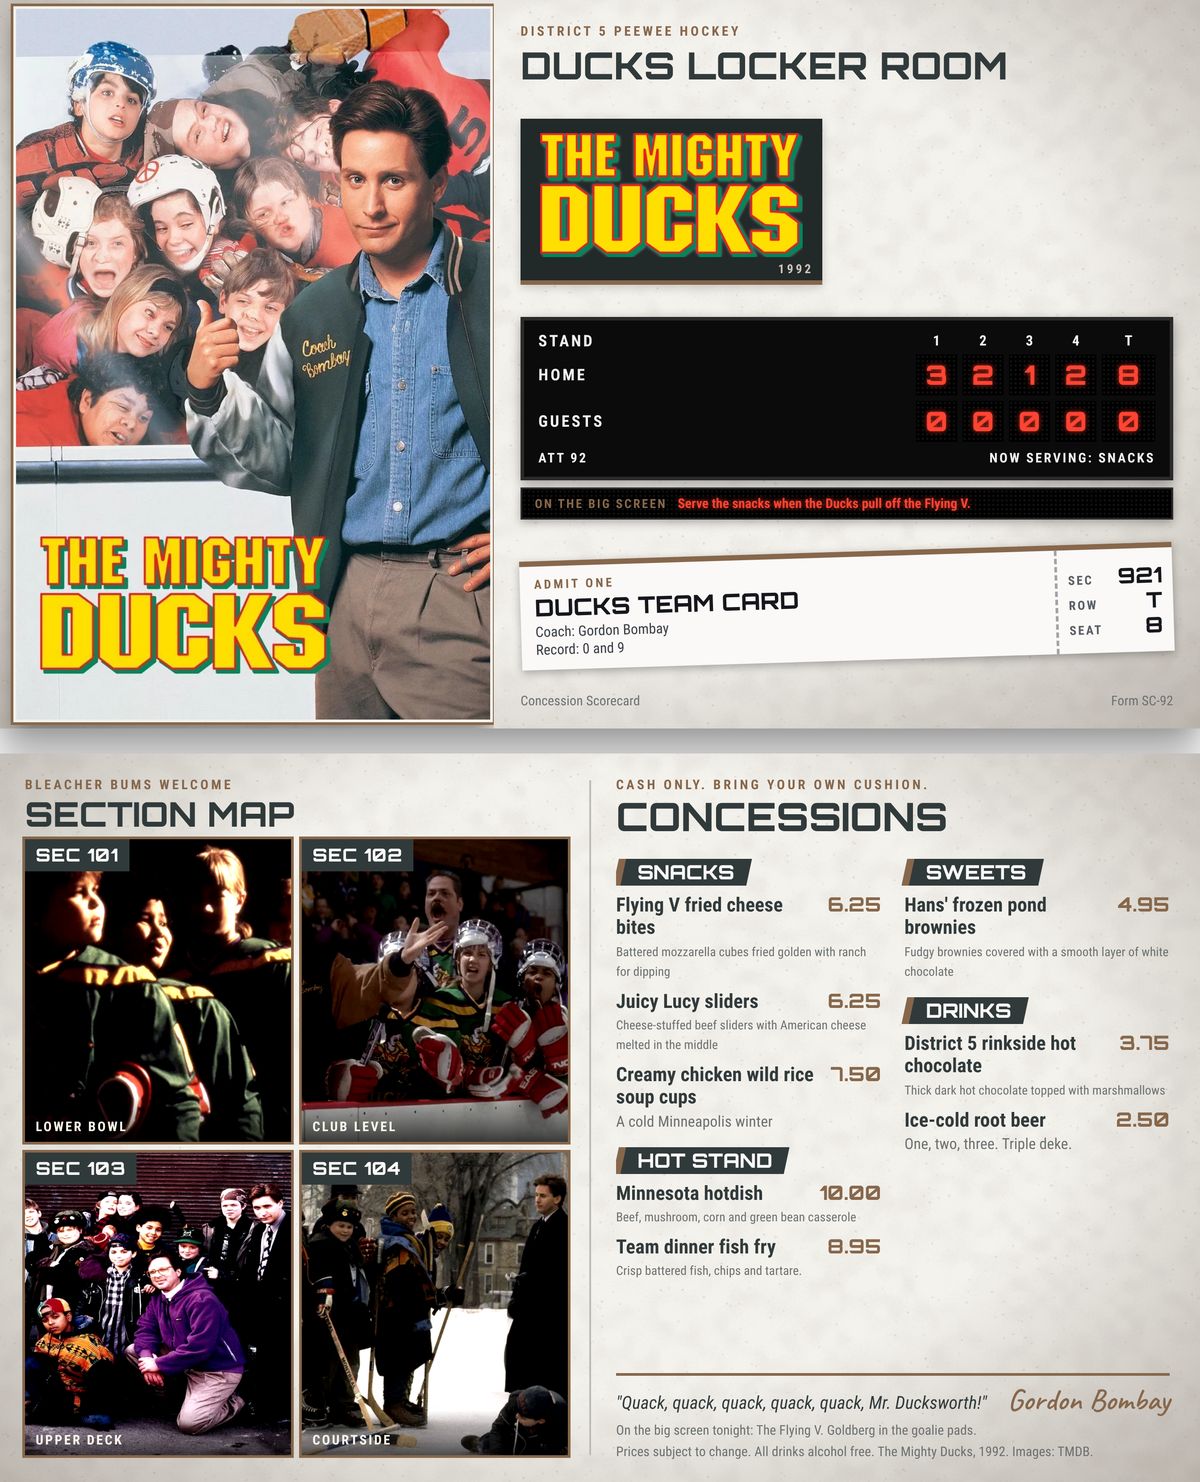 DISTRICT 5 PEEWEE HOCKEY
DUCKS LOCKER ROOM
THE MIGHTY
DUCKS
1992
Coach
Bombay
THE MIGHTY
DUCKS
STAND 1 2 3 4 T
HOME 3 2 1 2 8
GUESTS 0 0 0 0 0
ATT 92 NOW SERVING: SNACKS
ON THE BIG SCREEN Serve the snacks when the Ducks pull off the Flying V.
ADMIT ONE
DUCKS TEAM CARD
Coach: Gordon Bombay
Record: 0 and 9
SEC 921
ROW T
SEAT 8
Concession Scorecard Form SC-92
BLEACHER BUMS WELCOME
SECTION MAP
SEC 101
LOWER BOWL
SEC 102
CLUB LEVEL
SEC 103
UPPER DECK
SEC 104
COURTSIDE
CASH ONLY. BRING YOUR OWN CUSHION.
CONCESSIONS
SNACKS
Flying V fried cheese 6.25
bites
Battered mozzarella cubes fried golden with ranch
for dipping
Juicy Lucy sliders 6.25
Cheese-stuffed beef sliders with American cheese
melted in the middle
Creamy chicken wild rice 7.50
soup cups
A cold Minneapolis winter
HOT STAND
Minnesota hotdish 10.00
Beef, mushroom, corn and green bean casserole
Team dinner fish fry 8.95
Crisp battered fish, chips and tartare.
SWEETS
Hans' frozen pond 4.95
brownies
Fudgy brownies covered with a smooth layer of white
chocolate
DRINKS
District 5 rinkside hot 3.75
chocolate
Thick dark hot chocolate topped with marshmallows
Ice-cold root beer 2.50
One, two, three. Triple deke.
"Quack, quack, quack, quack, quack, Mr. Ducksworth!" Gordon Bombay
On the big screen tonight: The Flying V. Goldberg in the goalie pads.
Prices subject to change. All drinks alcohol free. The Mighty Ducks, 1992. Images: TMDB.